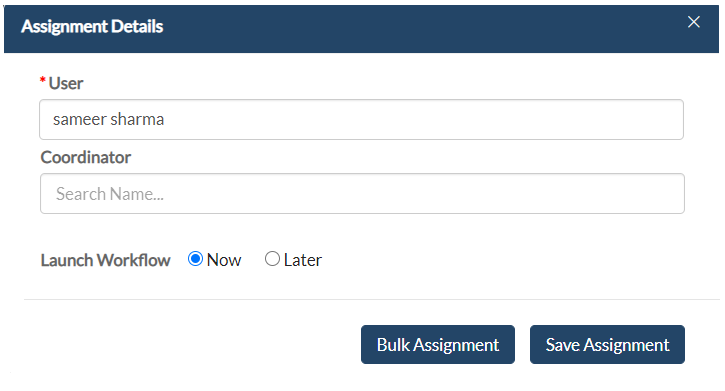 Assignment Details
* User
sameer sharma
Coordinator
Search Name...
Launch Workflow Now Later
Bulk Assignment Save Assignment